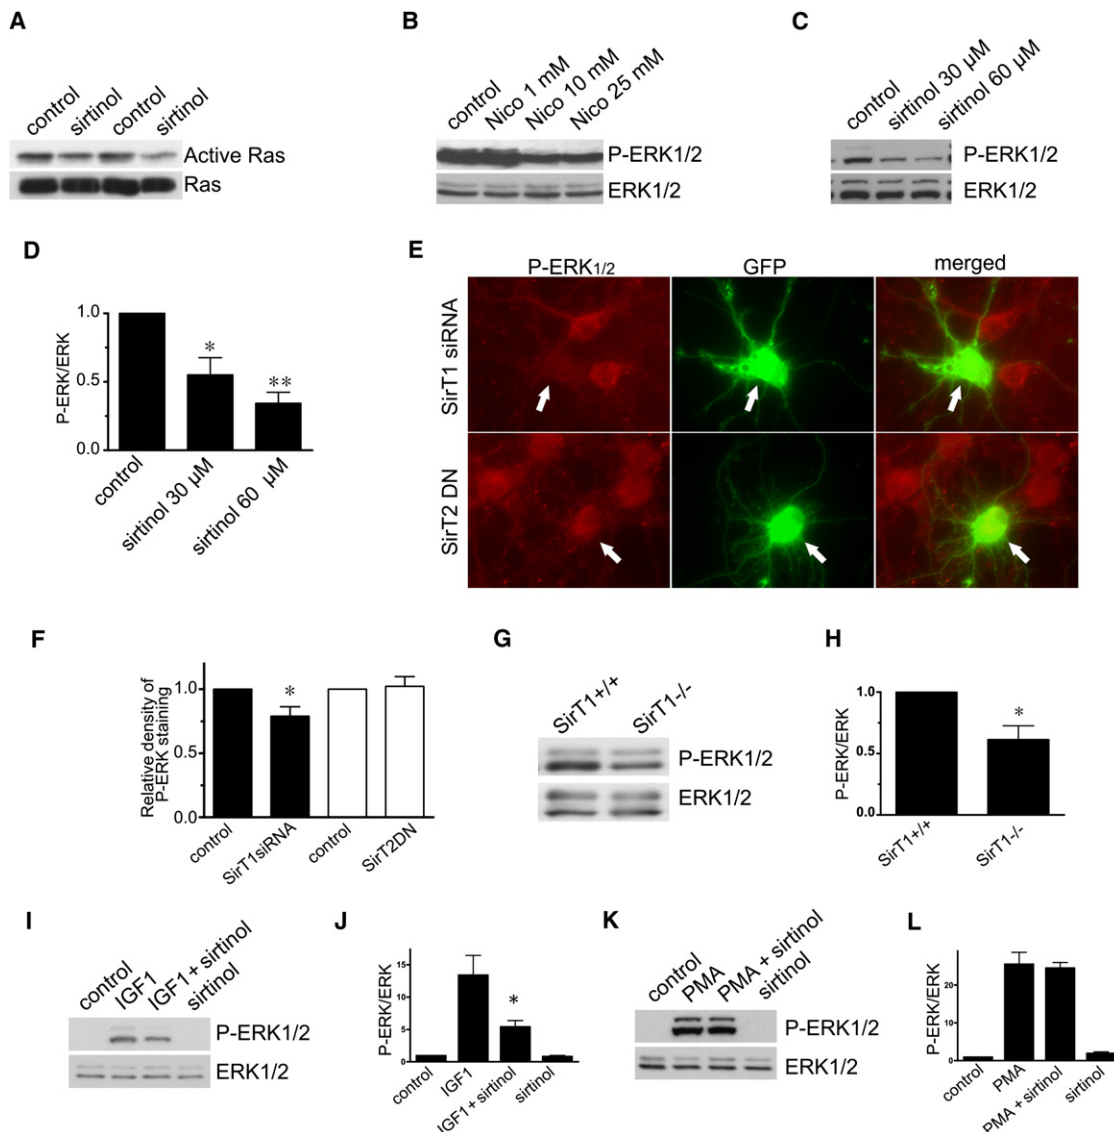 A
control
sirtinol
control
sirtinol
Active Ras
Ras
B
control
Nico 1 mM
Nico 10 mM
Nico 25 mM
P-ERK1/2
ERK1/2
C
control
sirtinol 30 µM
sirtinol 60 µM
P-ERK1/2
ERK1/2
D
P-ERK/ERK
1.0
0.5
0.0
*
**
control
sirtinol 30 µM
sirtinol 60 µM
E
P-ERK1/2
GFP
merged
SirT1 siRNA
SirT2 DN
F
Relative density of
P-ERK staining
1.0
0.5
0.0
*
control
SirT1siRNA
control
SirT2DN
G
SirT1+/+
SirT1-/-
P-ERK1/2
ERK1/2
H
P-ERK/ERK
1.0
0.5
0.0
*
SirT1+/+
SirT1-/-
I
control
IGF1
IGF1+sirtinol
sirtinol
P-ERK1/2
ERK1/2
J
P-ERK/ERK
15
10
5
0
*
control
IGF1
IGF1+sirtinol
sirtinol
K
control
PMA
PMA + sirtinol
sirtinol
P-ERK1/2
ERK1/2
L
P-ERK/ERK
20
10
0
control
PMA
PMA + sirtinol
sirtinol